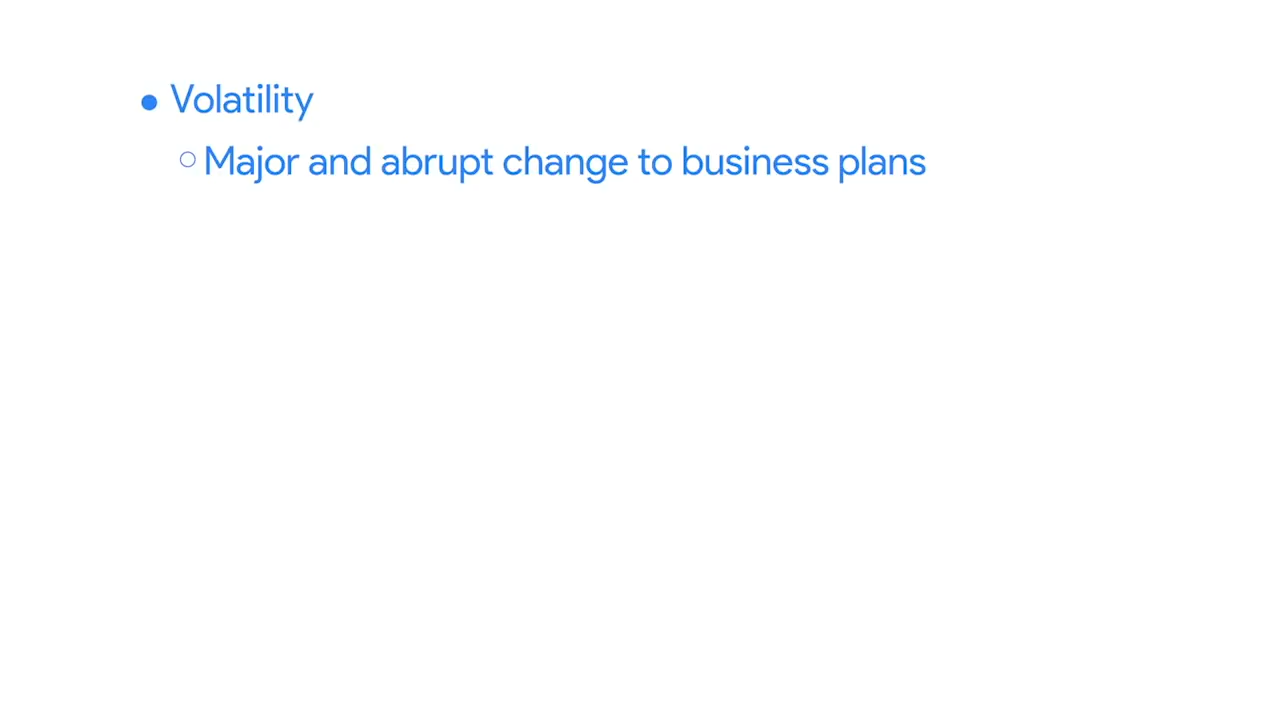 ● Volatility
○ Major and abrupt change to business plans